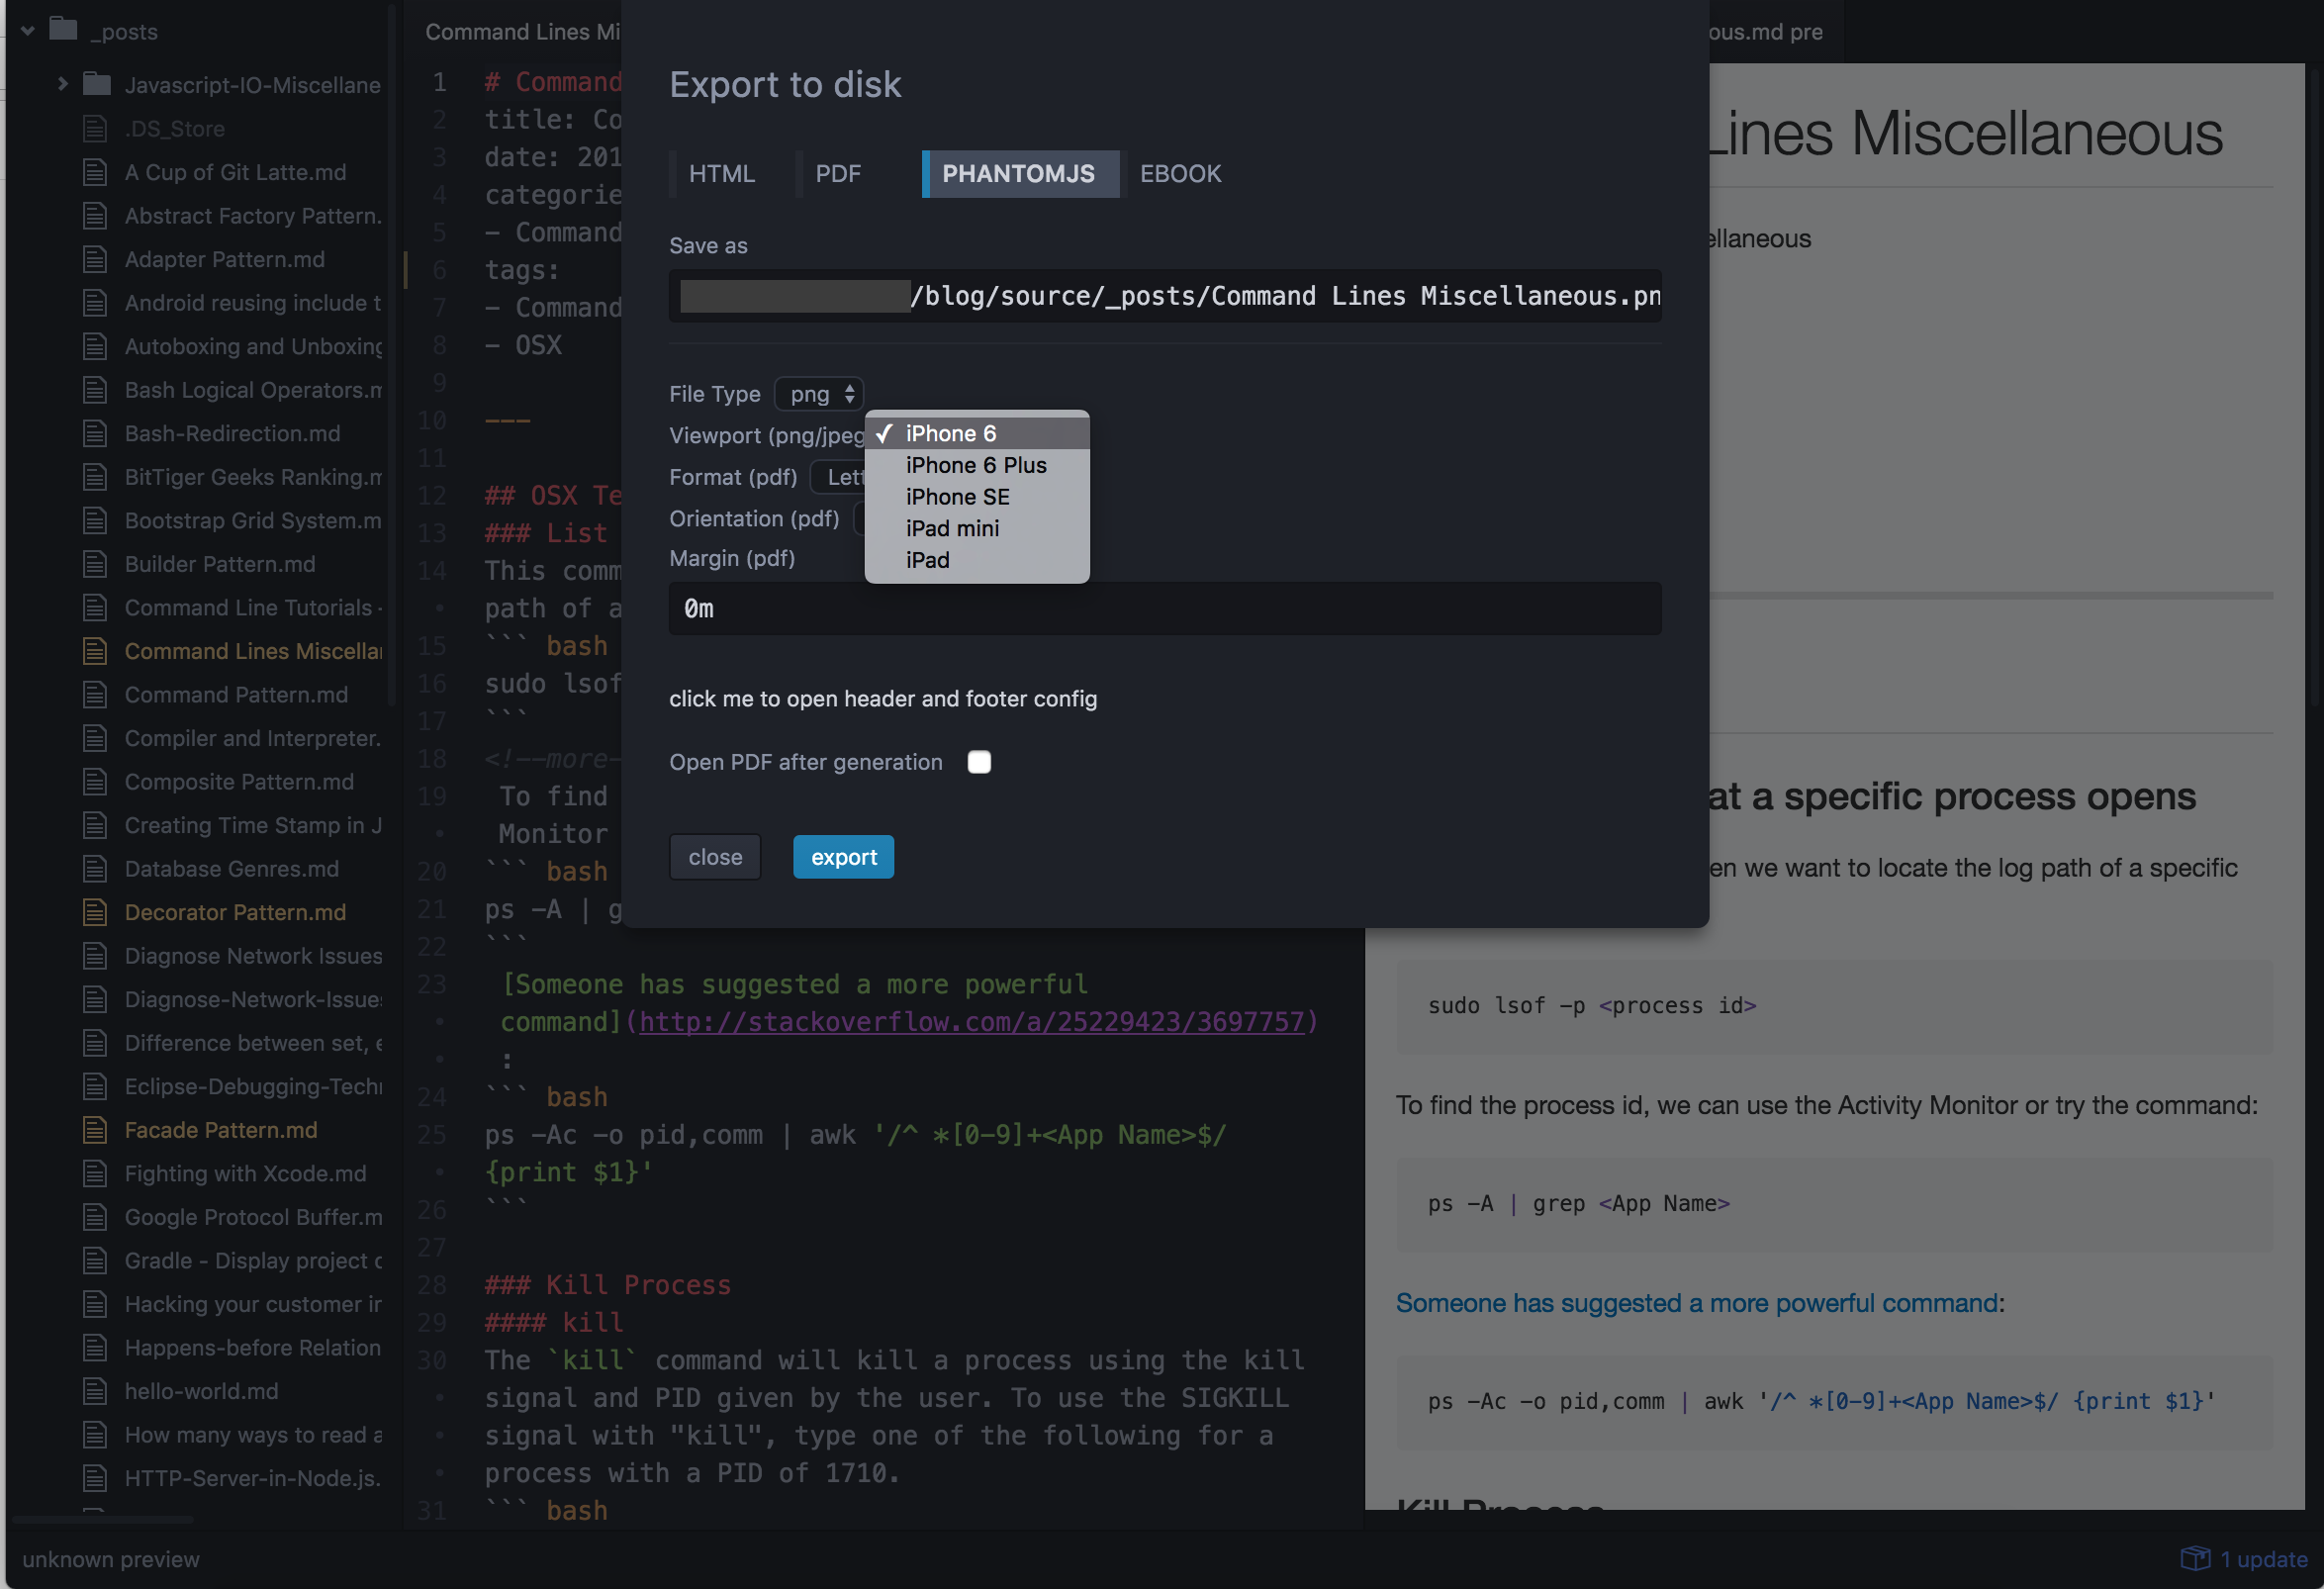 _posts
Javascript-IO-Miscellane
.DS_Store
A Cup of Git Latte.md
Abstract Factory Pattern.
Adapter Pattern.md
Android reusing include t
Autoboxing and Unboxing
Bash Logical Operators.m
Bash-Redirection.md
BitTiger Geeks Ranking.m
Bootstrap Grid System.m
Builder Pattern.md
Command Line Tutorials -
Command Lines Miscellan
Command Pattern.md
Compiler and Interpreter.
Composite Pattern.md
Creating Time Stamp in J
Database Genres.md
Decorator Pattern.md
Diagnose Network Issues
Diagnose-Network-Issues
Difference between set, e
Eclipse-Debugging-Techn
Facade Pattern.md
Fighting with Xcode.md
Google Protocol Buffer.m
Gradle - Display project d
Hacking your customer in
Happens-before Relation
hello-world.md
How many ways to read a
HTTP-Server-in-Node.js.
unknown preview
Command Lines Mi
1 # Command
2 title: Co
3 date: 201
4 categorie
5 - Command
6 tags:
7 - Command
8 - OSX
9
10 ---
11
12 ## OSX Te
13 ### List
14 This comm
• path of a
15 ``` bash
16 sudo lsof
17 ```
18 <!--more-
19 To find
• Monitor
20 ``` bash
21 ps -A | g
22 ```
23 [Someone has suggested a more powerful
• command](http://stackoverflow.com/a/25229423/3697757)
• :
24 ``` bash
25 ps -Ac -o pid,comm | awk '/^ *[0-9]+<App Name>$/
• {print $1}'
26 ```
27
28 ### Kill Process
29 #### kill
30 The `kill` command will kill a process using the kill
• signal and PID given by the user. To use the SIGKILL
• signal with "kill", type one of the following for a
• process with a PID of 1710.
31 ``` bash
Export to disk
HTML PDF PHANTOMJS EBOOK
Save as
/blog/source/_posts/Command Lines Miscellaneous.pn
File Type png
Viewport (png/jpeg
Format (pdf) Lett
Orientation (pdf)
Margin (pdf)
✓ iPhone 6
iPhone 6 Plus
iPhone SE
iPad mini
iPad
0m
click me to open header and footer config
Open PDF after generation
close export
ous.md pre
Lines Miscellaneous
ellaneous
at a specific process opens
en we want to locate the log path of a specific
sudo lsof -p <process id>
To find the process id, we can use the Activity Monitor or try the command:
ps -A | grep <App Name>
Someone has suggested a more powerful command:
ps -Ac -o pid,comm | awk '/^ *[0-9]+<App Name>$/ {print $1}'
Kill Process
1 update